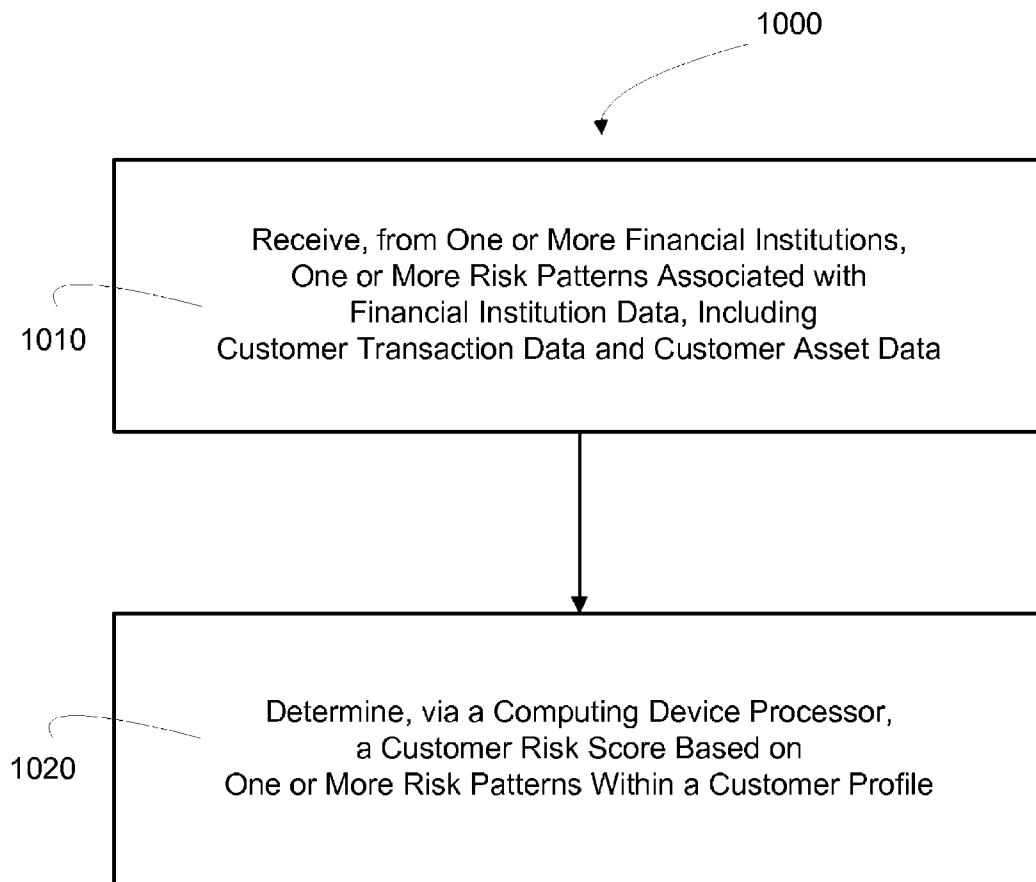 1000
Receive, from One or More Financial Institutions,
One or More Risk Patterns Associated with
Financial Institution Data, Including
Customer Transaction Data and Customer Asset Data
1010
Determine, via a Computing Device Processor,
a Customer Risk Score Based on
One or More Risk Patterns Within a Customer Profile
1020